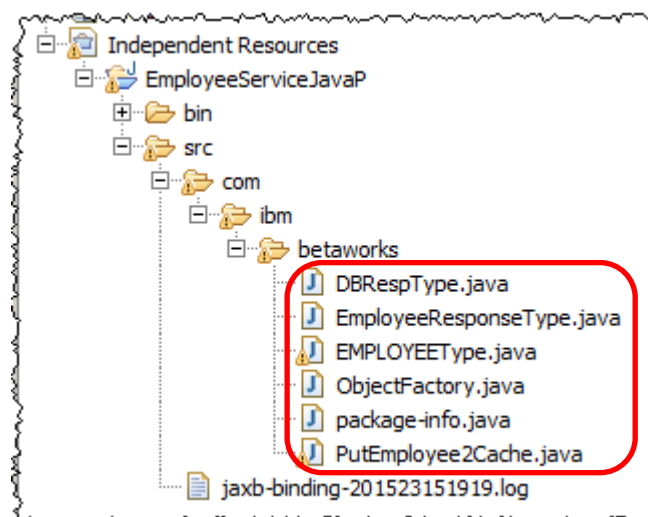 Independent Resources
EmployeeServiceJavaP
bin
src
com
ibm
betaworks
DBRespType.java
EmployeeResponseType.java
EMPLOYEEType.java
ObjectFactory.java
package-info.java
PutEmployee2Cache.java
jaxb-binding-201523151919.log